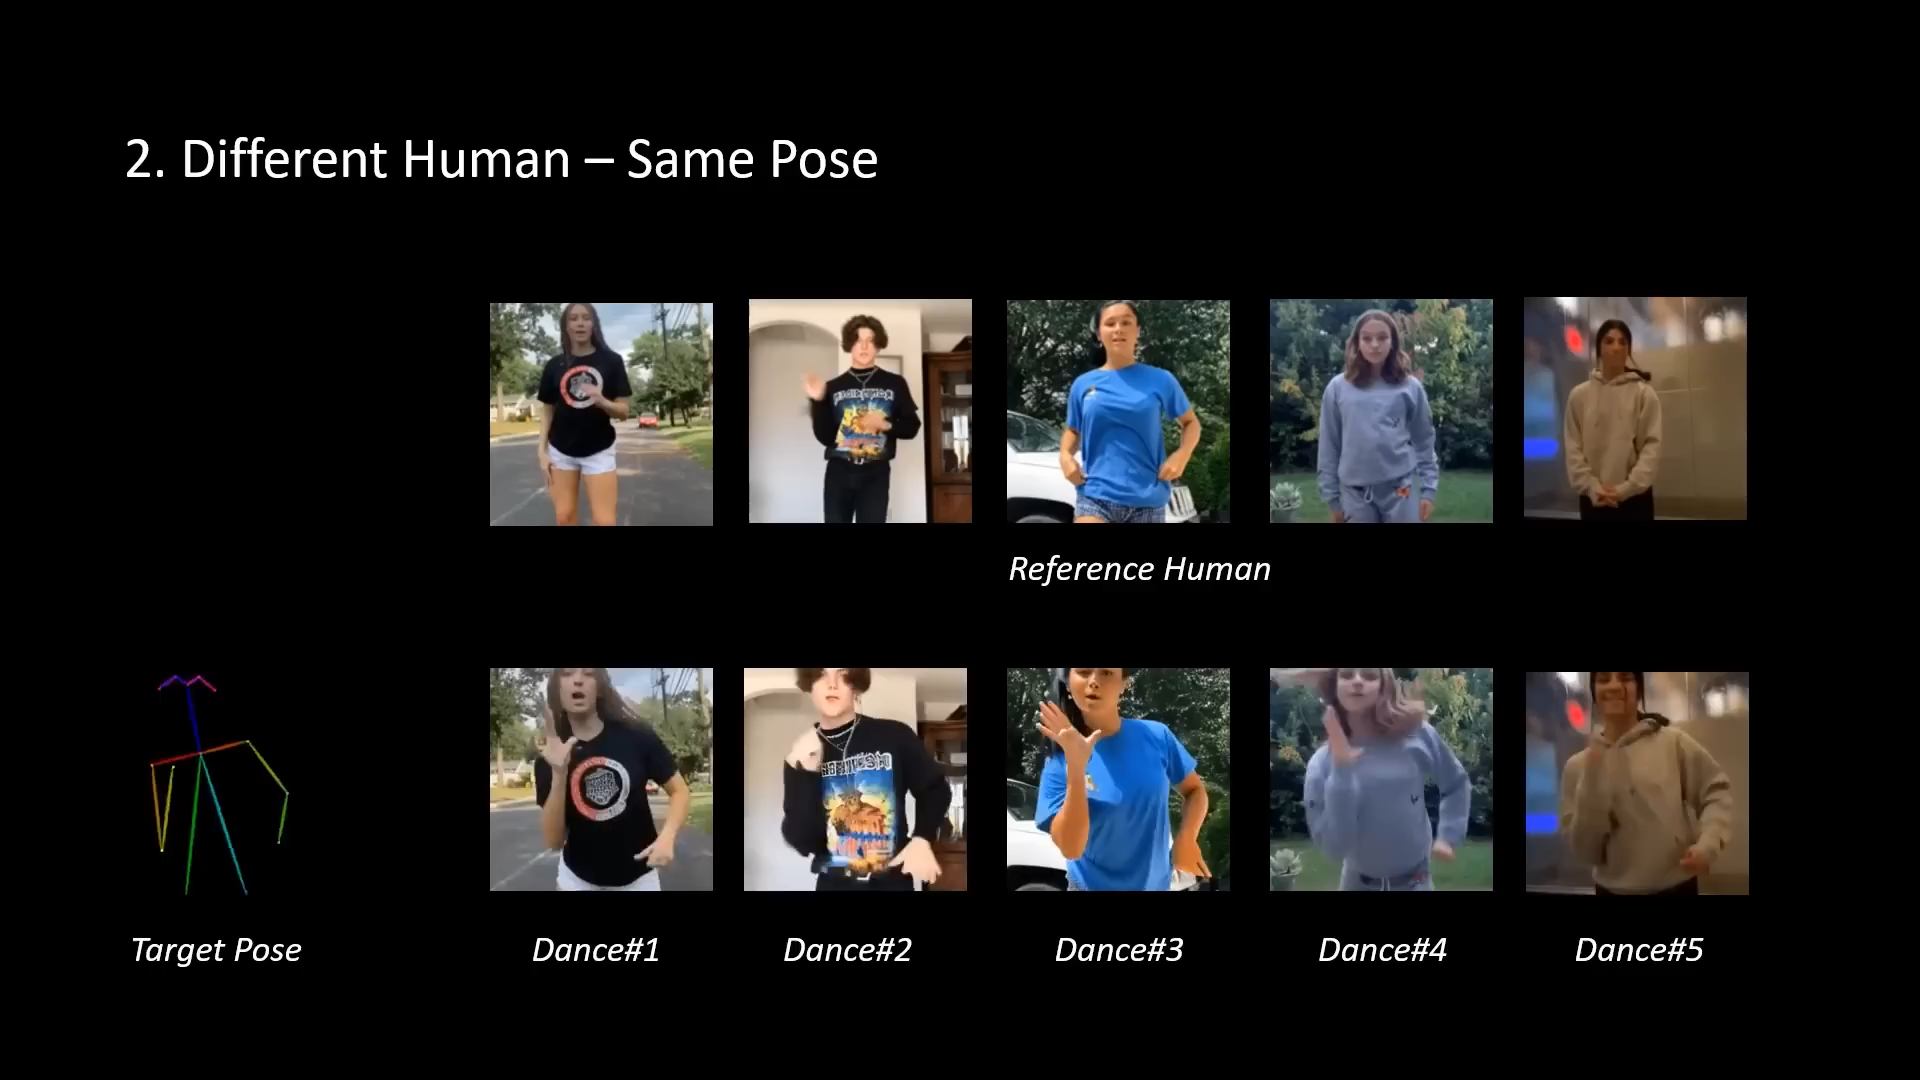 2. Different Human – Same Pose
Reference Human
Target Pose
Dance#1
Dance#2
Dance#3
Dance#4
Dance#5